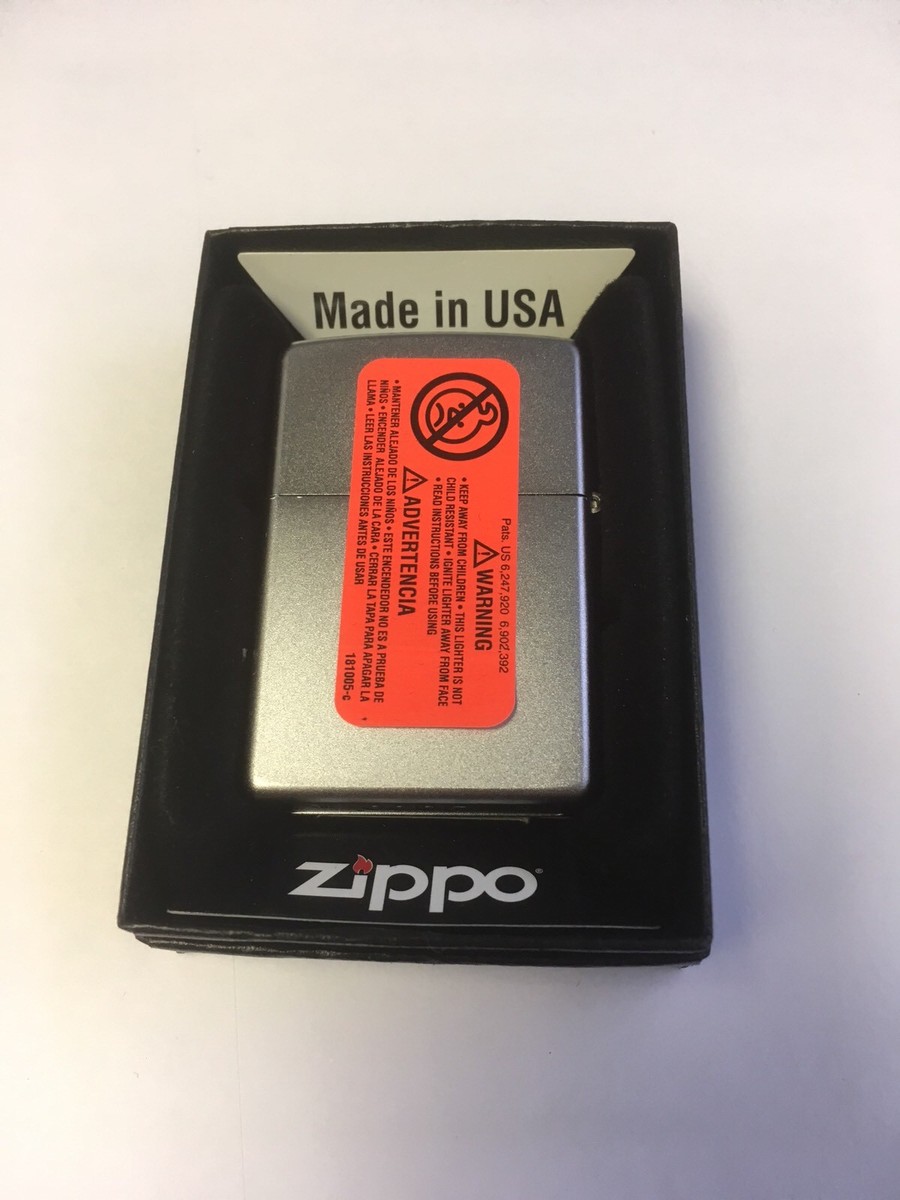 Made in USA
Pats. US 6,247,920 6,902,392
WARNING
• KEEP AWAY FROM CHILDREN • THIS LIGHTER IS NOT
CHILD RESISTANT • IGNITE LIGHTER AWAY FROM FACE
• READ INSTRUCTIONS BEFORE USING
ADVERTENCIA
• MANTENER ALEJADO DE LOS NIÑOS • ESTE ENCENDEDOR NO ES A PRUEBA DE
NIÑOS • ENCENDER ALEJADO DE LA CARA • CERRAR LA TAPA PARA APAGAR LA
LLAMA • LEER LAS INSTRUCCIONES ANTES DE USAR
181005-c
zippo®